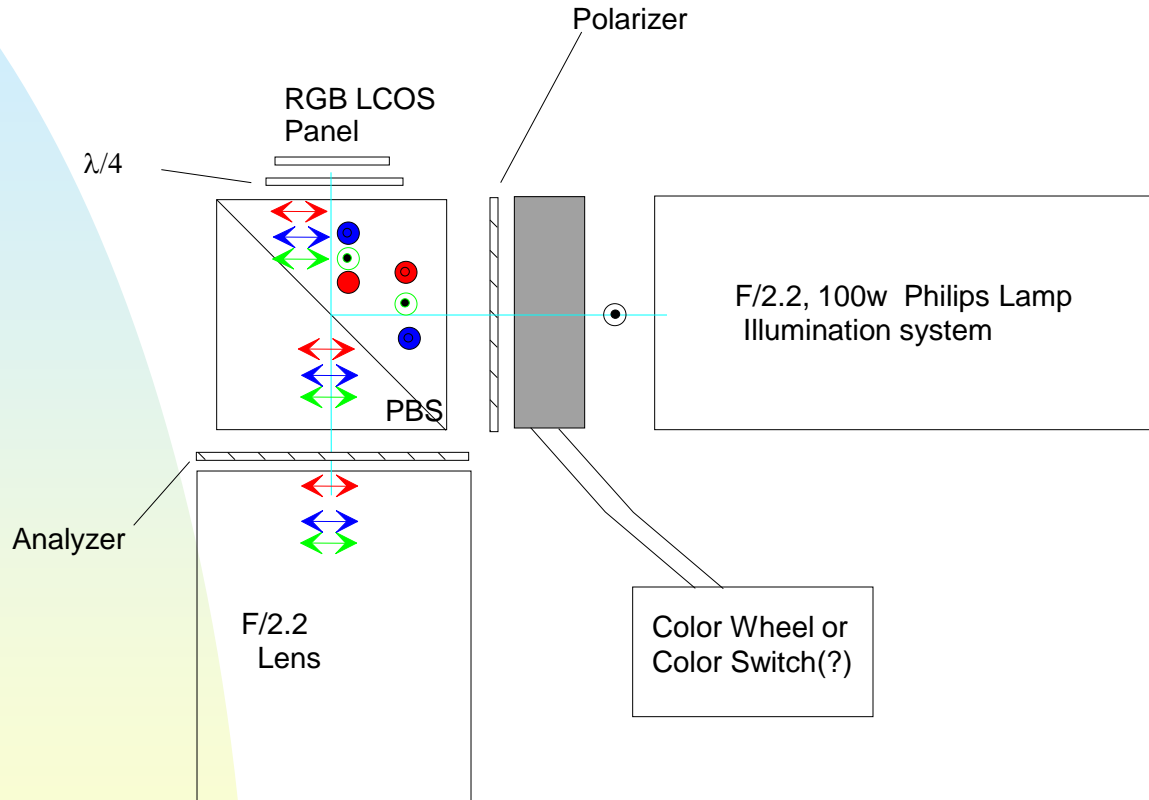 Polarizer
RGB LCOS
Panel
λ/4
F/2.2, 100w Philips Lamp
Illumination system
PBS
Analyzer
F/2.2
Lens
Color Wheel or
Color Switch(?)